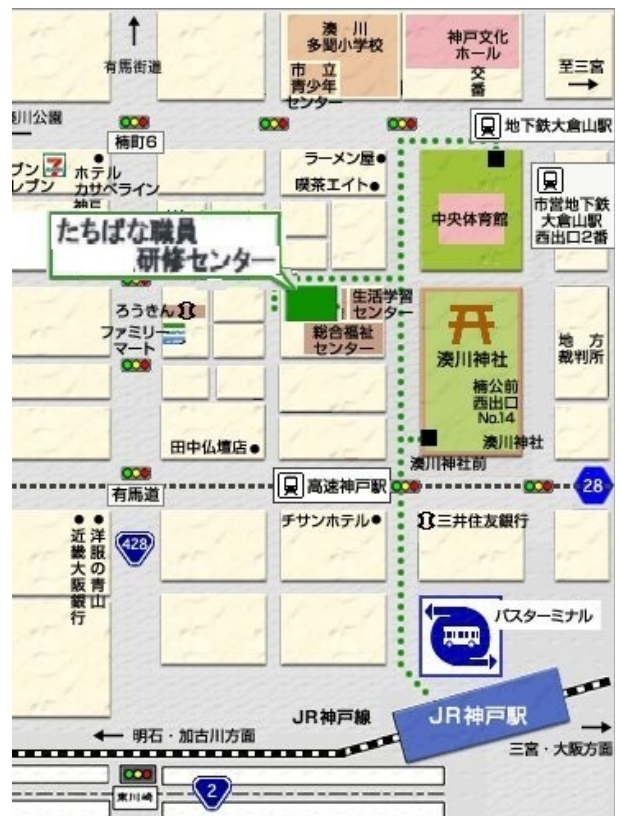 湊川
多聞小学校
神戸文化
ホール
市立
青少年
センター
交番
有馬街道
至三宮
川公園
楠町6
地下鉄大倉山駅
ブン
レブン
ホテル
カサベライン
神戸
ラーメン屋
喫茶エイト
中央体育館
市営地下鉄
大倉山駅
西出口2番
たちばな職員
研修センター
ろうきん
ファミリー
マート
生活学習
センター
総合福祉
センター
湊川神社
楠公前
西出口
No.14
地方
裁判所
田中仏壇店
湊川神社
湊川神社前
有馬道
高速神戸駅
28
近畿大阪銀行
洋服の青山
428
チサンホテル
三井住友銀行
バスターミナル
JR神戸線
JR神戸駅
明石・加古川方面
三宮・大阪方面
東川崎
2